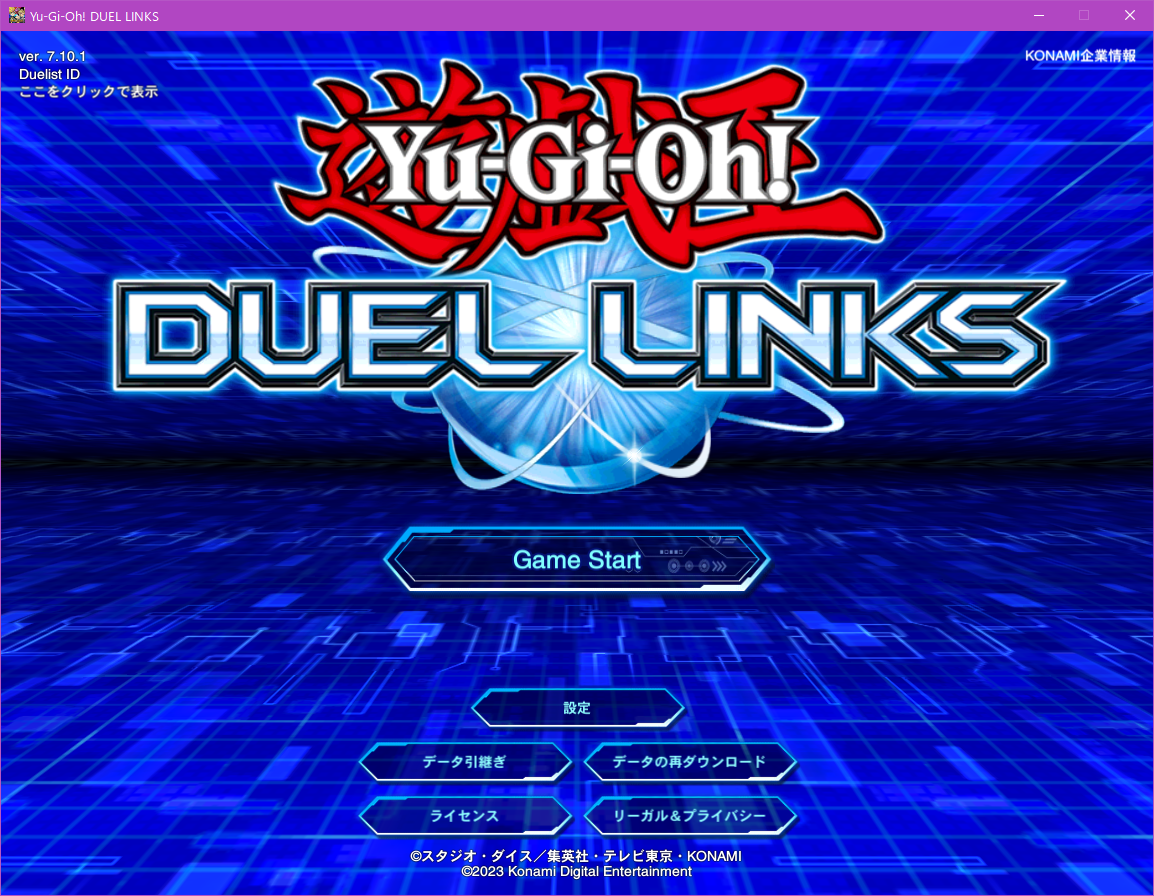 Yu-Gi-Oh! DUEL LINKS
ver. 7.10.1
Duelist ID
ここをクリックで表示
KONAMI企業情報
遊戯王
Yu-Gi-Oh!
DUEL LINKS
Game Start
設定
データ引継ぎ
データの再ダウンロード
ライセンス
リーガル＆プライバシー
©スタジオ・ダイス／集英社・テレビ東京・KONAMI
©2023 Konami Digital Entertainment